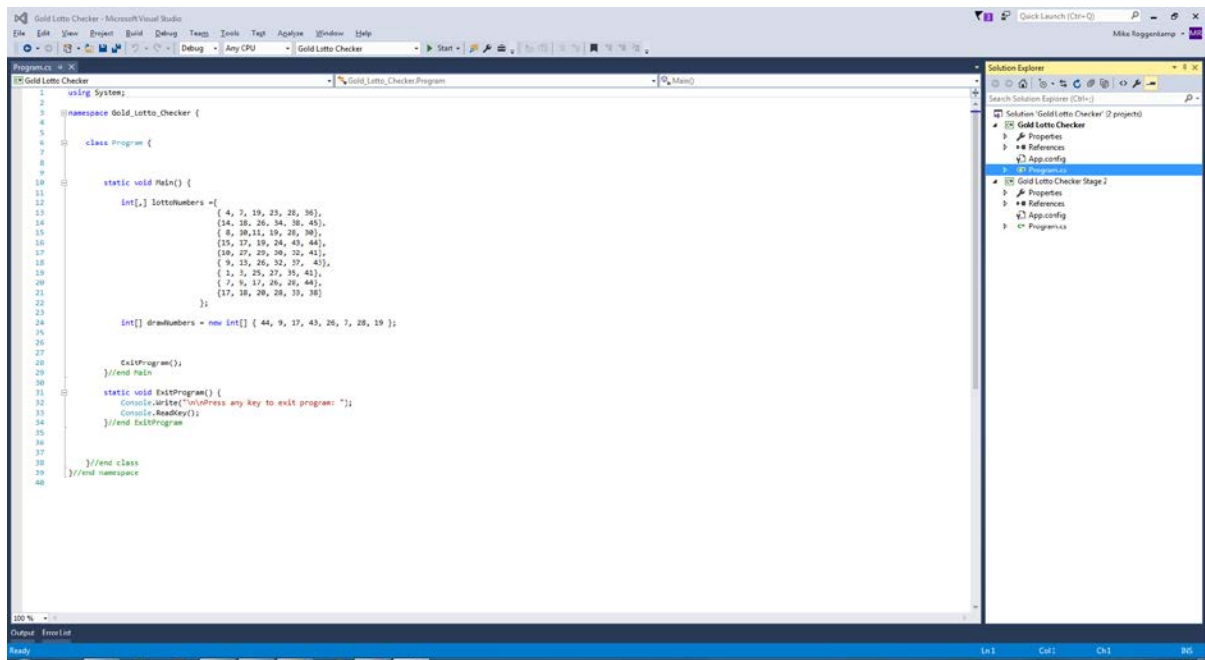 Gold Lotto Checker - Microsoft Visual Studio
Quick Launch (Ctrl+Q)
File Edit View Project Build Debug Team Tools Test Analyze Window Help
Mike Roggenkamp MR
Debug Any CPU Gold Lotto Checker Start
Program.cs
Gold Lotto Checker Gold_Lotto_Checker.Program Main()
1 using System;
2
3 namespace Gold_Lotto_Checker {
4
5
6 class Program {
7
8
9
10 static void Main() {
11
12 int[,] lottoNumbers ={
13 { 4, 7, 19, 23, 28, 36},
14 {14, 18, 26, 34, 38, 45},
15 { 8, 10,11, 19, 28, 30},
16 {15, 17, 19, 24, 43, 44},
17 {10, 27, 29, 30, 32, 41},
18 { 9, 13, 26, 32, 37, 43},
19 { 1, 3, 25, 27, 35, 41},
20 { 7, 9, 17, 26, 28, 44},
21 {17, 18, 20, 28, 33, 38}
22 };
23
24 int[] drawNumbers = new int[] { 44, 9, 17, 43, 26, 7, 28, 19 };
25
26
27
28 ExitProgram();
29 }//end Main
30
31 static void ExitProgram() {
32 Console.Write("\n\nPress any key to exit program: ");
33 Console.ReadKey();
34 }//end ExitProgram
35
36
37
38 }//end class
39 }//end namespace
40
100 %
Solution Explorer
Search Solution Explorer (Ctrl+;)
Solution 'Gold Lotto Checker' (2 projects)
Gold Lotto Checker
Properties
References
App.config
Program.cs
Gold Lotto Checker Stage 2
Properties
References
App.config
Program.cs
Output Error List
Ready Ln 1 Col 1 Ch 1 INS